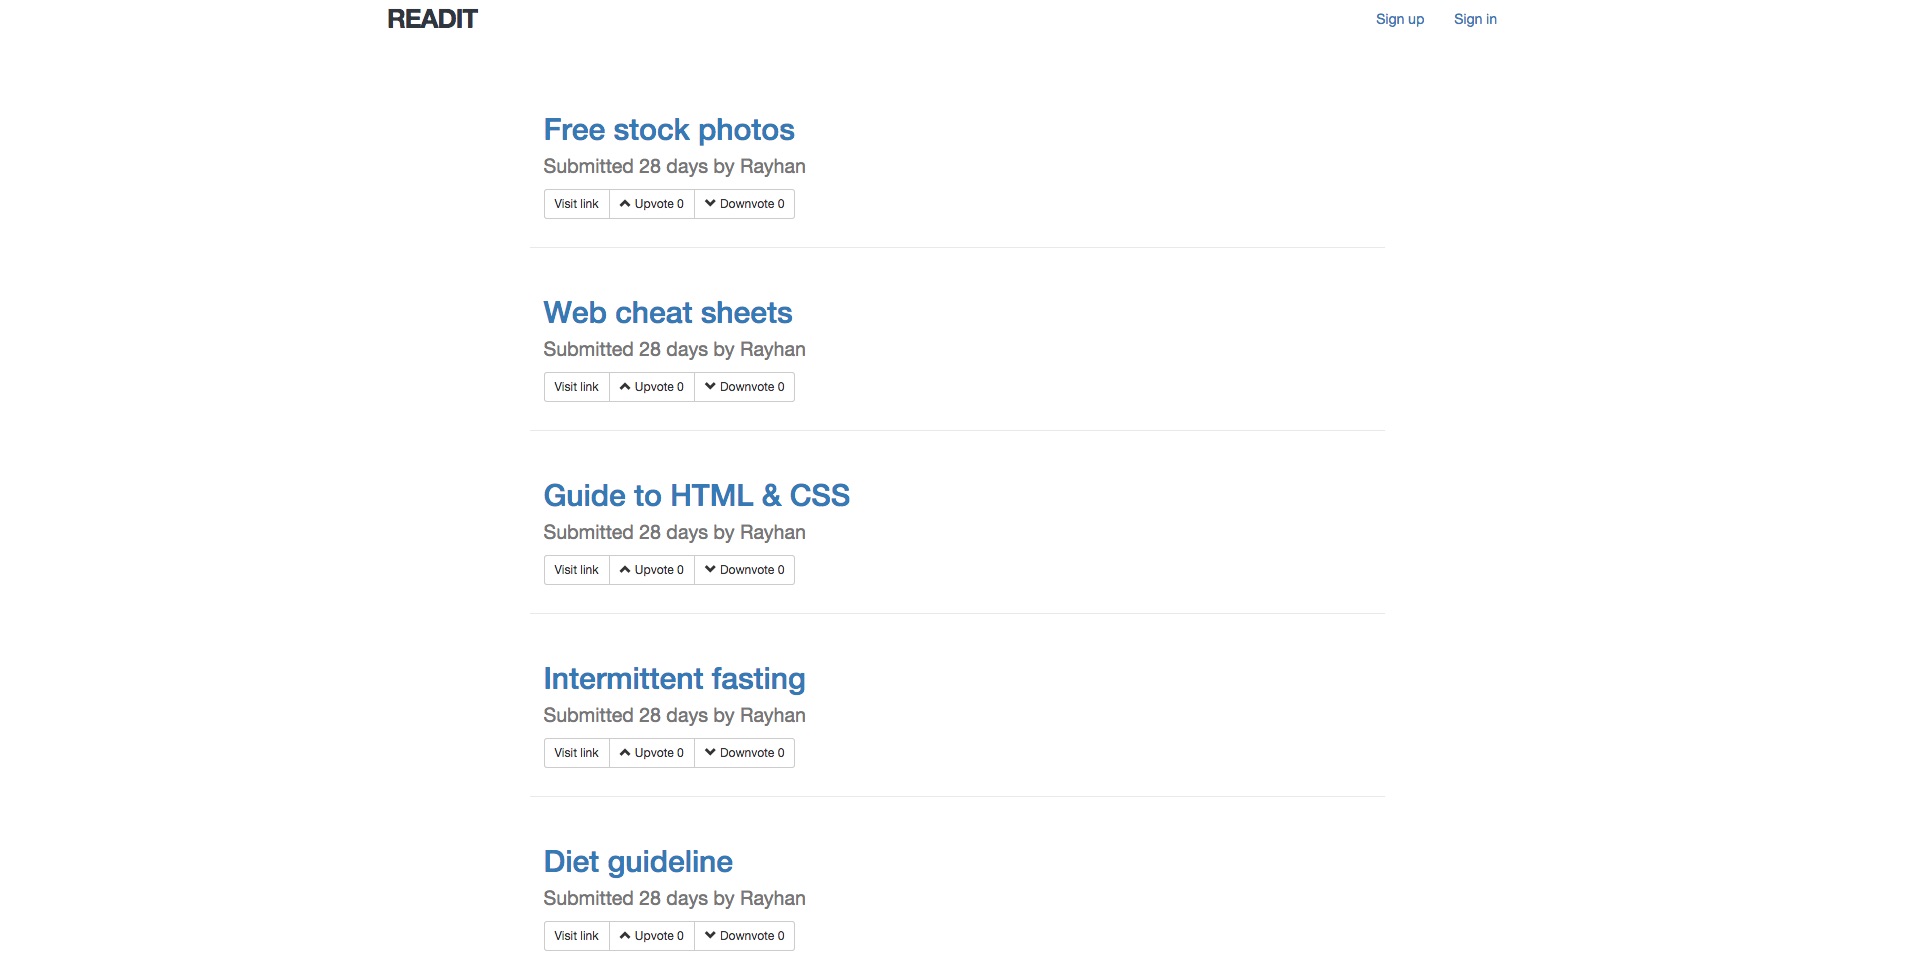 READIT Sign up Sign in
Free stock photos
Submitted 28 days by Rayhan
Visit link Upvote 0 Downvote 0
Web cheat sheets
Submitted 28 days by Rayhan
Visit link Upvote 0 Downvote 0
Guide to HTML & CSS
Submitted 28 days by Rayhan
Visit link Upvote 0 Downvote 0
Intermittent fasting
Submitted 28 days by Rayhan
Visit link Upvote 0 Downvote 0
Diet guideline
Submitted 28 days by Rayhan
Visit link Upvote 0 Downvote 0